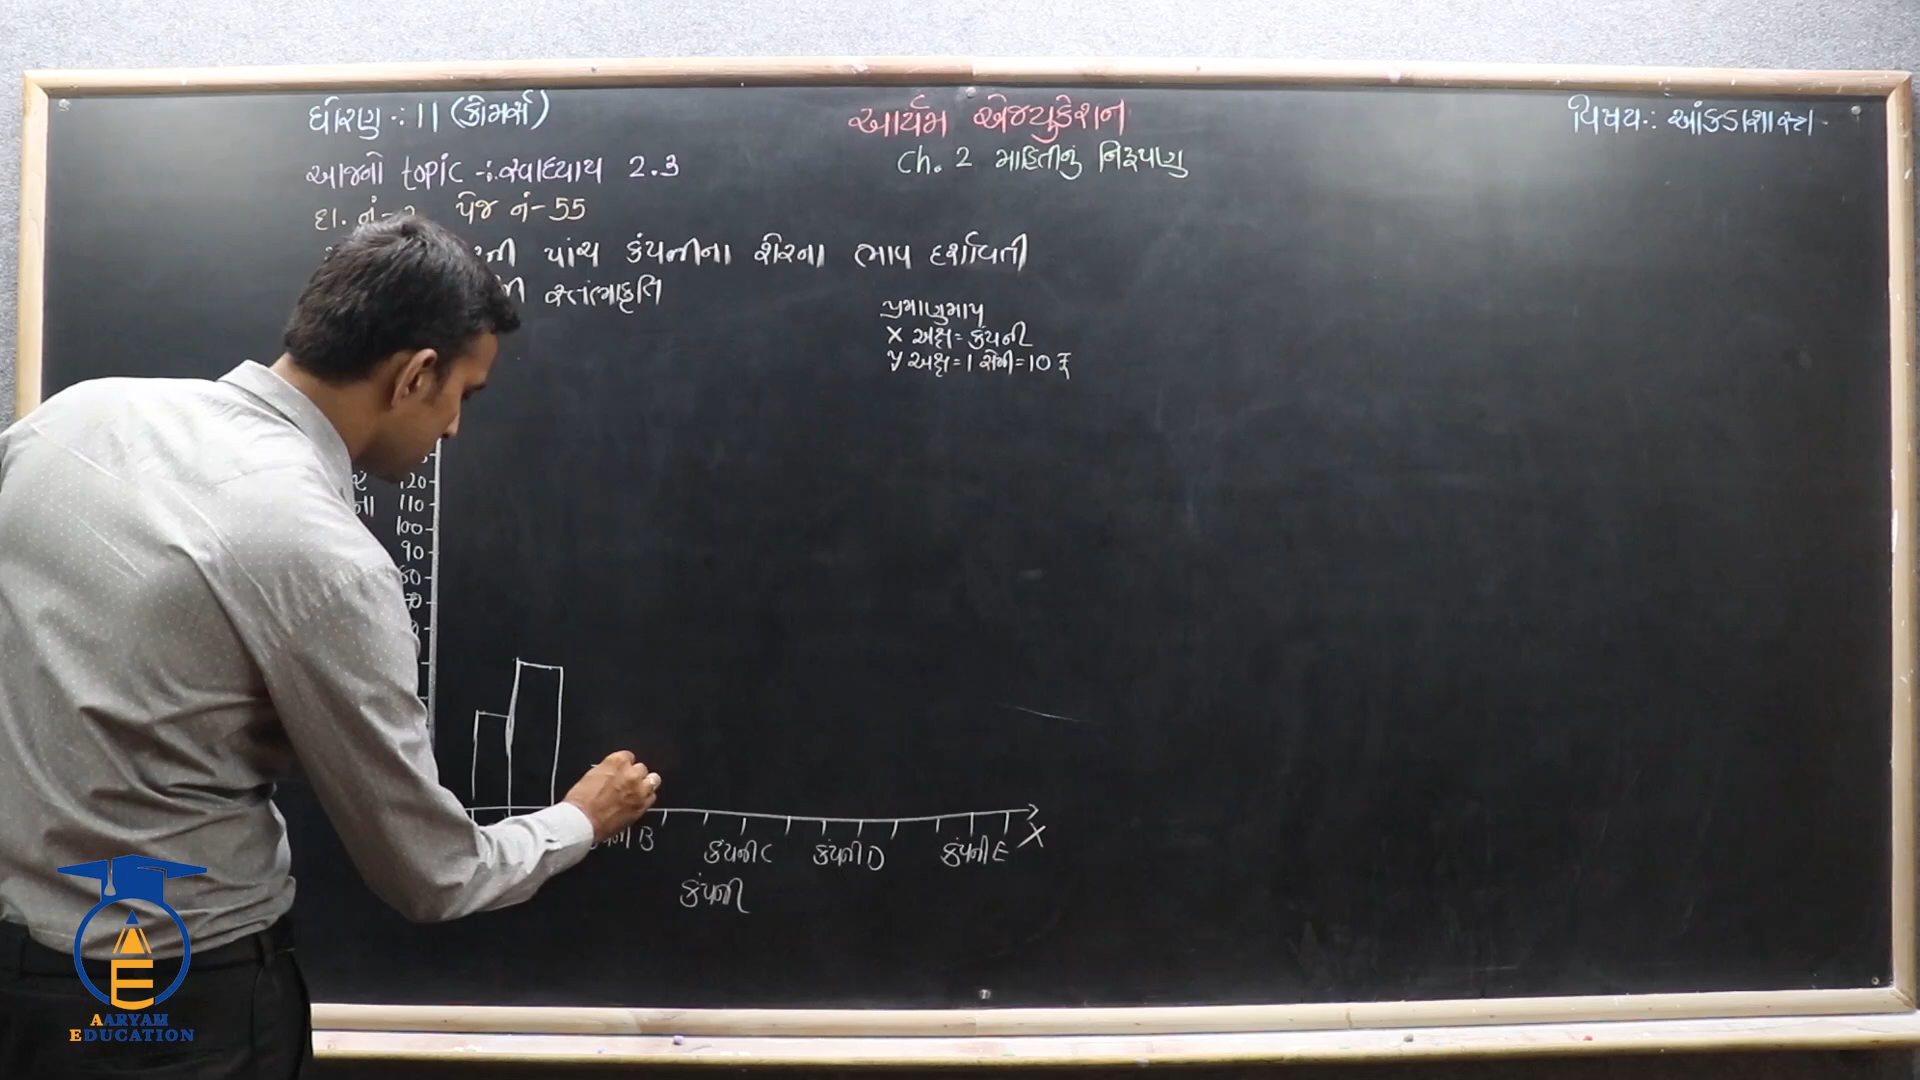 ધોરણ :- 11 (કોમર્સ)
આર્યમ એજ્યુકેશન
વિષય :- આંકડાશાસ્ત્ર
Ch. 2 માહિતીનું નિરૂપણ
આજનો topic :- સ્વાધ્યાય 2.3
દા. નં- પેજ નં-55
પાંચ કંપનીના શેરના ભાવ દર્શાવતી
સ્તંભાકૃતિ
પ્રમાણમાપ
X અક્ષ = કંપની
Y અક્ષ = 1 સેમી = 10 ₹
120
110
100
90
80
70
B
કંપની C
કંપની D
કંપની E
X
કંપની
AARYAM
EDUCATION